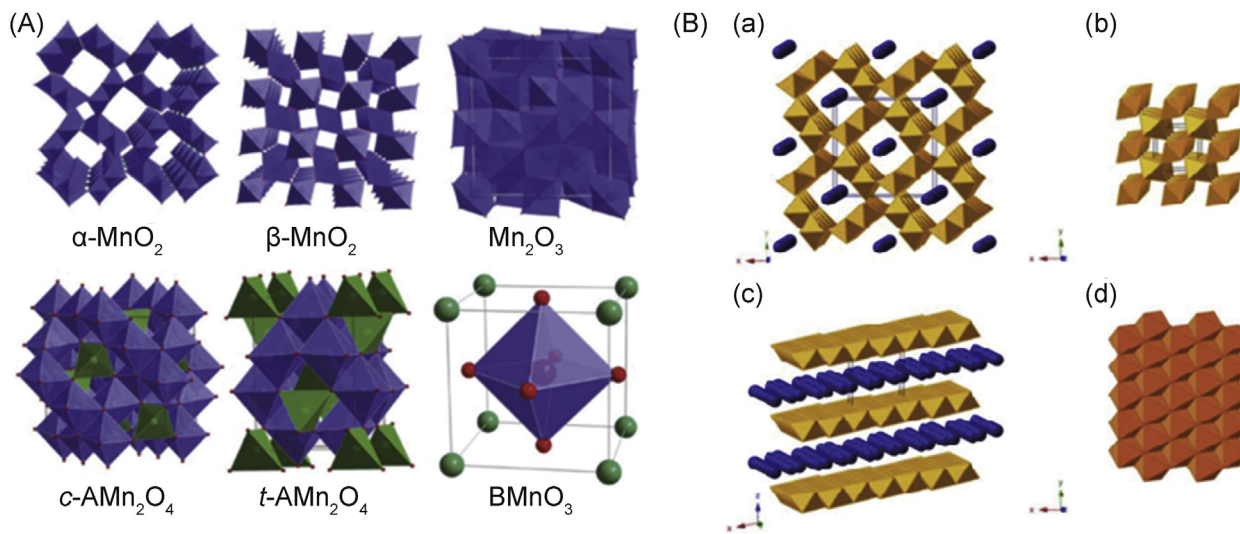 (A)
α-MnO₂
β-MnO₂
Mn₂O₃
c-AMn₂O₄
t-AMn₂O₄
BMnO₃
(B)
(a)
x
y
(b)
x
y
(c)
z
x
(d)
x
y